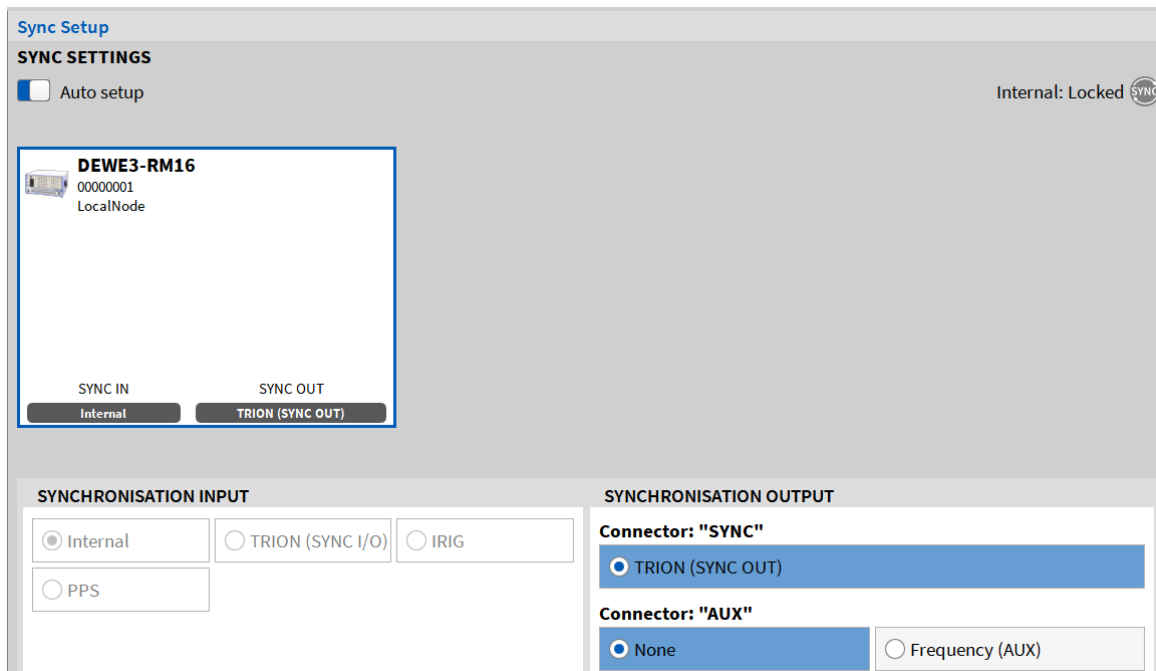 Sync Setup
SYNC SETTINGS
Auto setup
Internal: Locked SYNC
DEWE3-RM16
00000001
LocalNode
SYNC IN SYNC OUT
Internal TRION (SYNC OUT)
SYNCHRONISATION INPUT
Internal TRION (SYNC I/O) IRIG
PPS
SYNCHRONISATION OUTPUT
Connector: "SYNC"
TRION (SYNC OUT)
Connector: "AUX"
None Frequency (AUX)